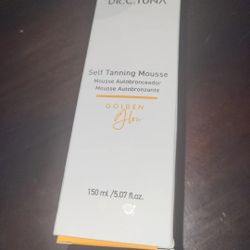 DR.C.TUNA
Self Tanning Mousse
Mousse Autobronceador
Mousse Autobronzante
GOLDEN
glow
150 ml /5.07 fl.oz.